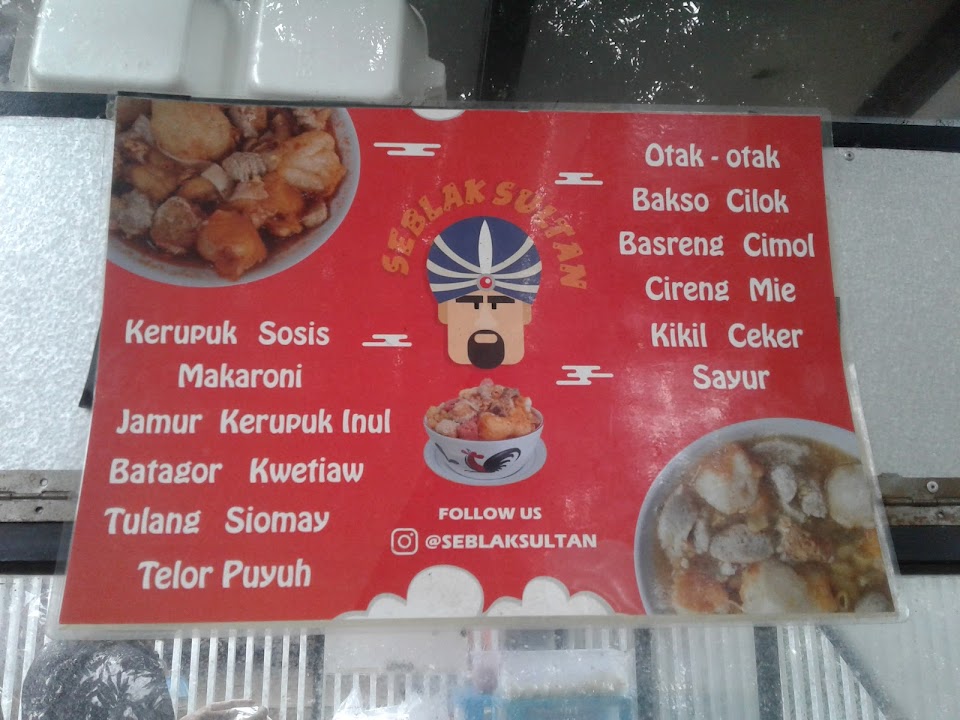 SEBLAK SULTAN
Kerupuk Sosis
Makaroni
Jamur Kerupuk Inul
Batagor Kwetiaw
Tulang Siomay
Telor Puyuh
Otak - otak
Bakso Cilok
Basreng Cimol
Cireng Mie
Kikil Ceker
Sayur
FOLLOW US
@SEBLAKSULTAN